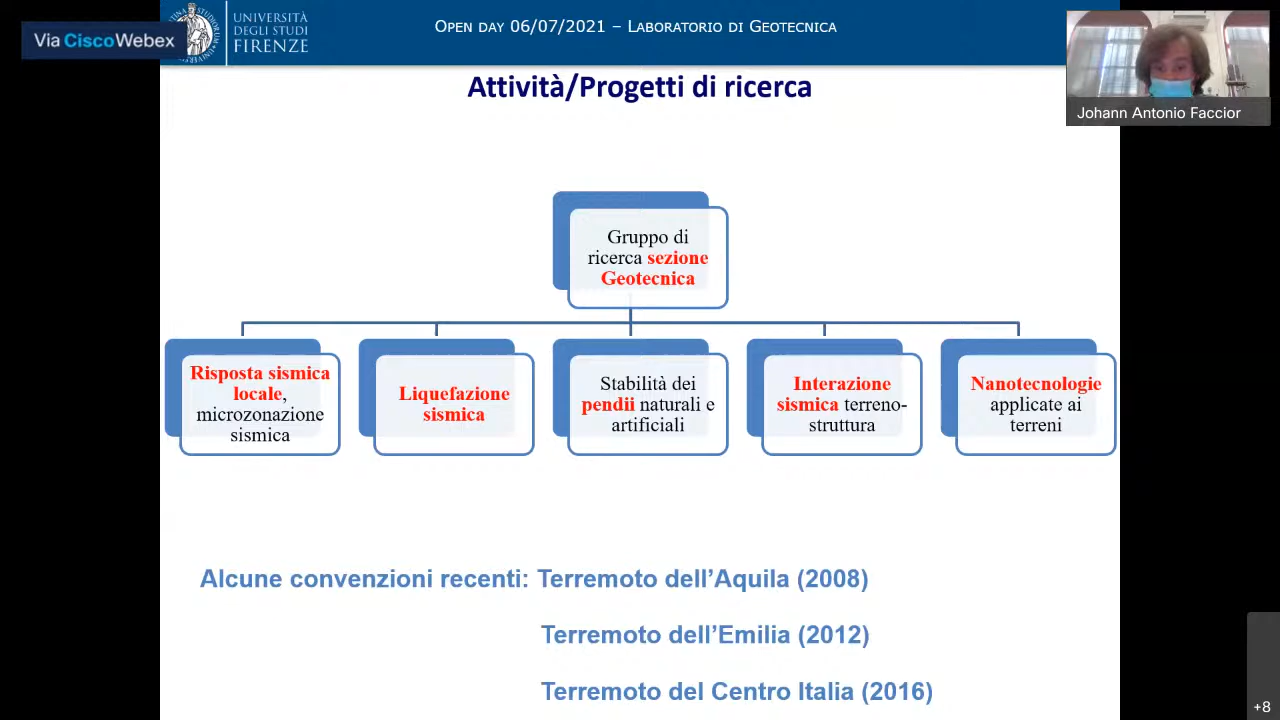 Via CiscoWebex
UNIVERSITÀ
DEGLI STUDI
FIRENZE
OPEN DAY 06/07/2021 – LABORATORIO DI GEOTECNICA
Johann Antonio Faccior
Attività/Progetti di ricerca
Gruppo di
ricerca sezione
Geotecnica
Risposta sismica
locale,
microzonazione
sismica
Liquefazione
sismica
Stabilità dei
pendii naturali e
artificiali
Interazione
sismica terreno-
struttura
Nanotecnologie
applicate ai
terreni
Alcune convenzioni recenti: Terremoto dell’Aquila (2008)
Terremoto dell’Emilia (2012)
Terremoto del Centro Italia (2016)
+8